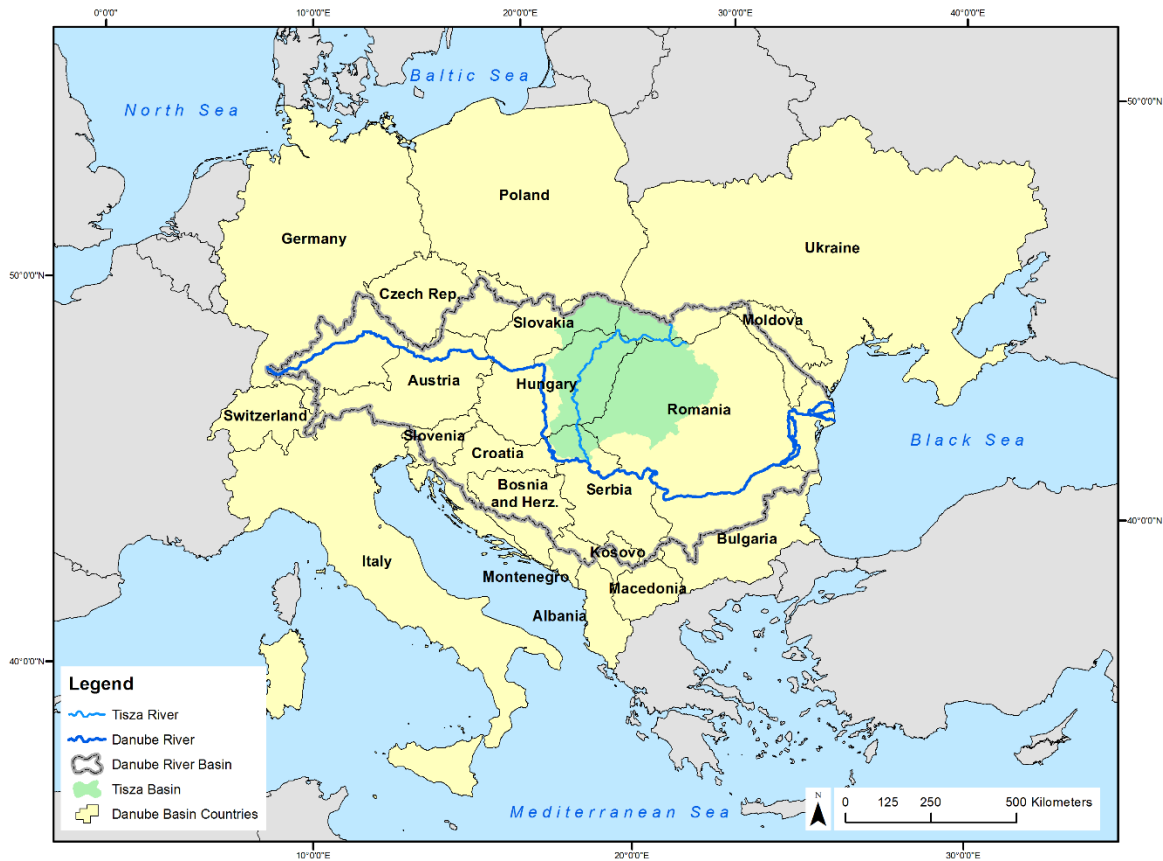 0°0'0"
10°0'0"E
20°0'0"E
30°0'0"E
40°0'0"E
Baltic Sea
North Sea
50°0'0"N
Poland
Germany
Ukraine
50°0'0"N
Czech Rep.
Slovakia
Moldova
Austria
Hungary
Switzerland
Romania
Slovenia
Croatia
Black Sea
Bosnia
and Herz.
Serbia
40°0'0"N
Bulgaria
Kosovo
Italy
Montenegro
Macedonia
Albania
40°0'0"N
Legend
Tisza River
Danube River
Danube River Basin
Tisza Basin
Danube Basin Countries
Mediterranean Sea
N
0 125 250 500 Kilometers
10°0'0"E
20°0'0"E
30°0'0"E